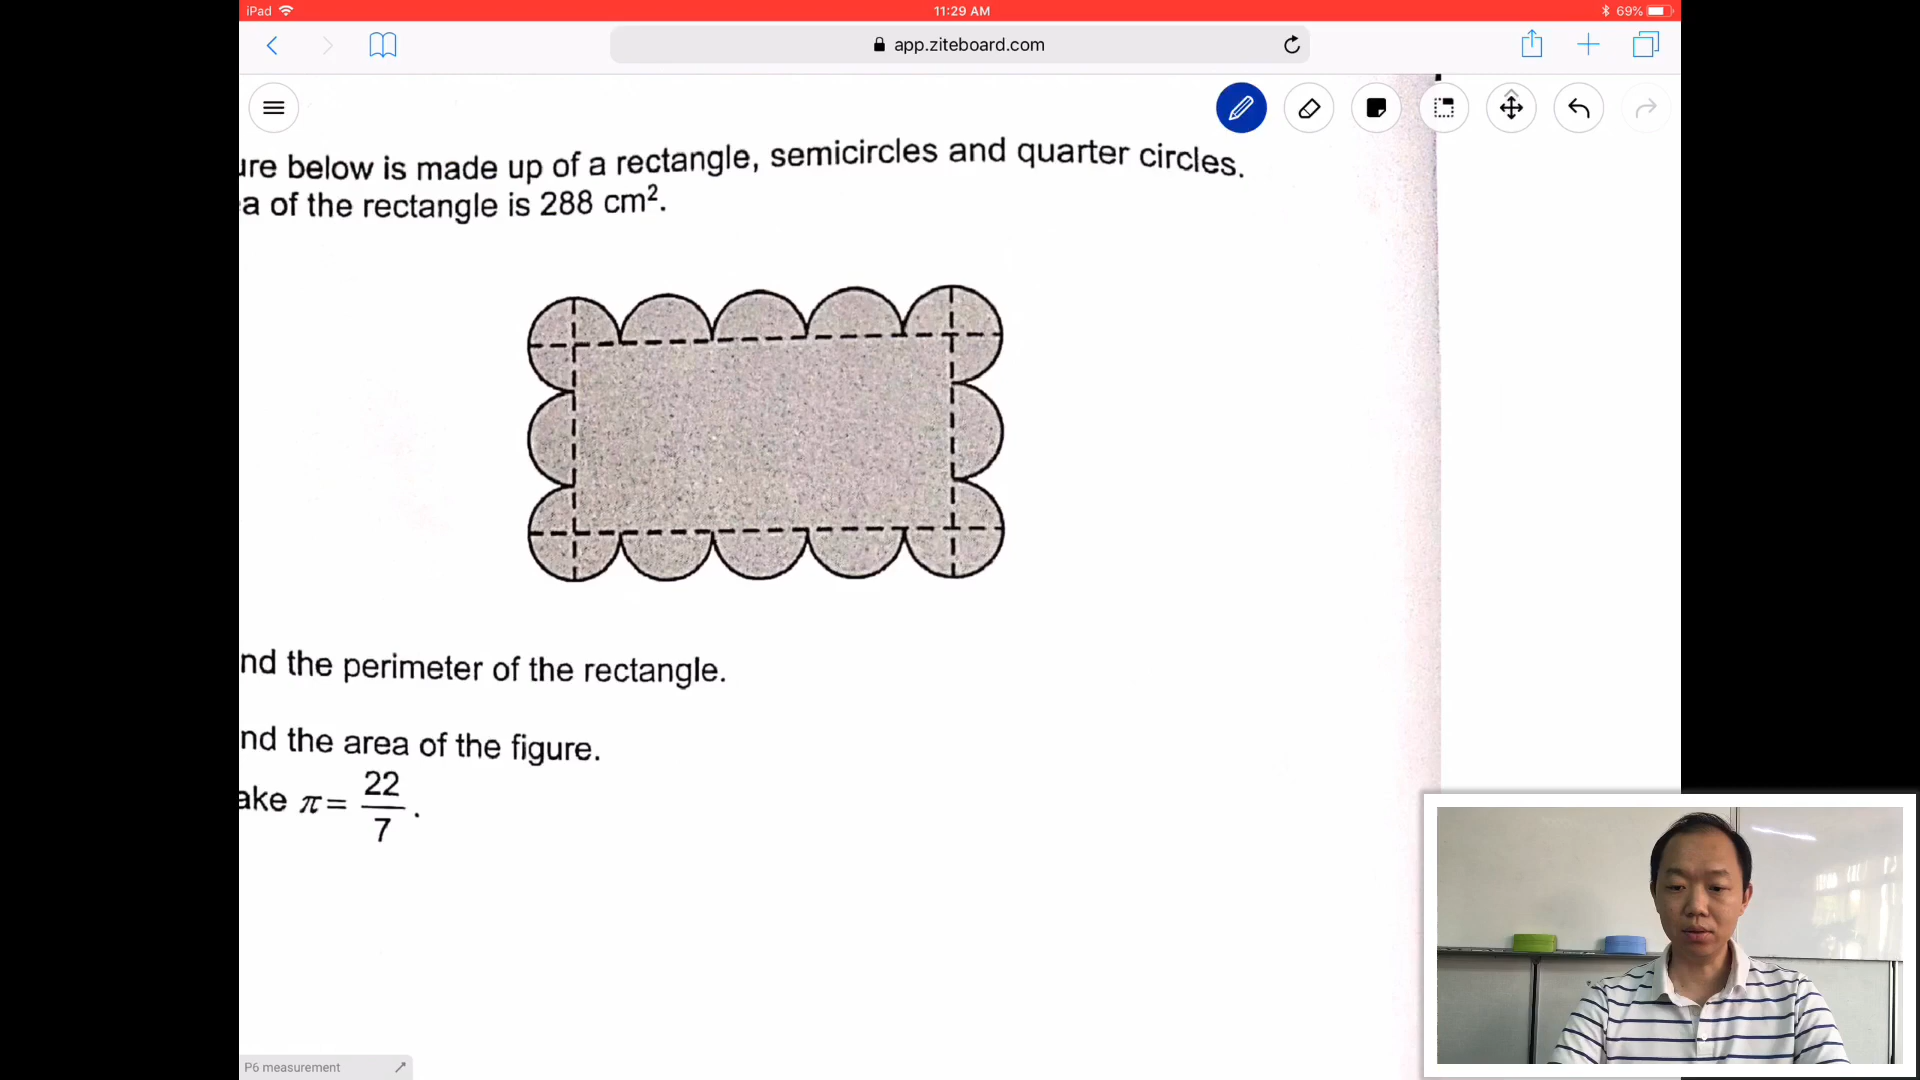 iPad
11:29 AM
69%
app.ziteboard.com
ure below is made up of a rectangle, semicircles and quarter circles.
a of the rectangle is 288 cm².
nd the perimeter of the rectangle.
nd the area of the figure.
ake π = 22/7 .
P6 measurement